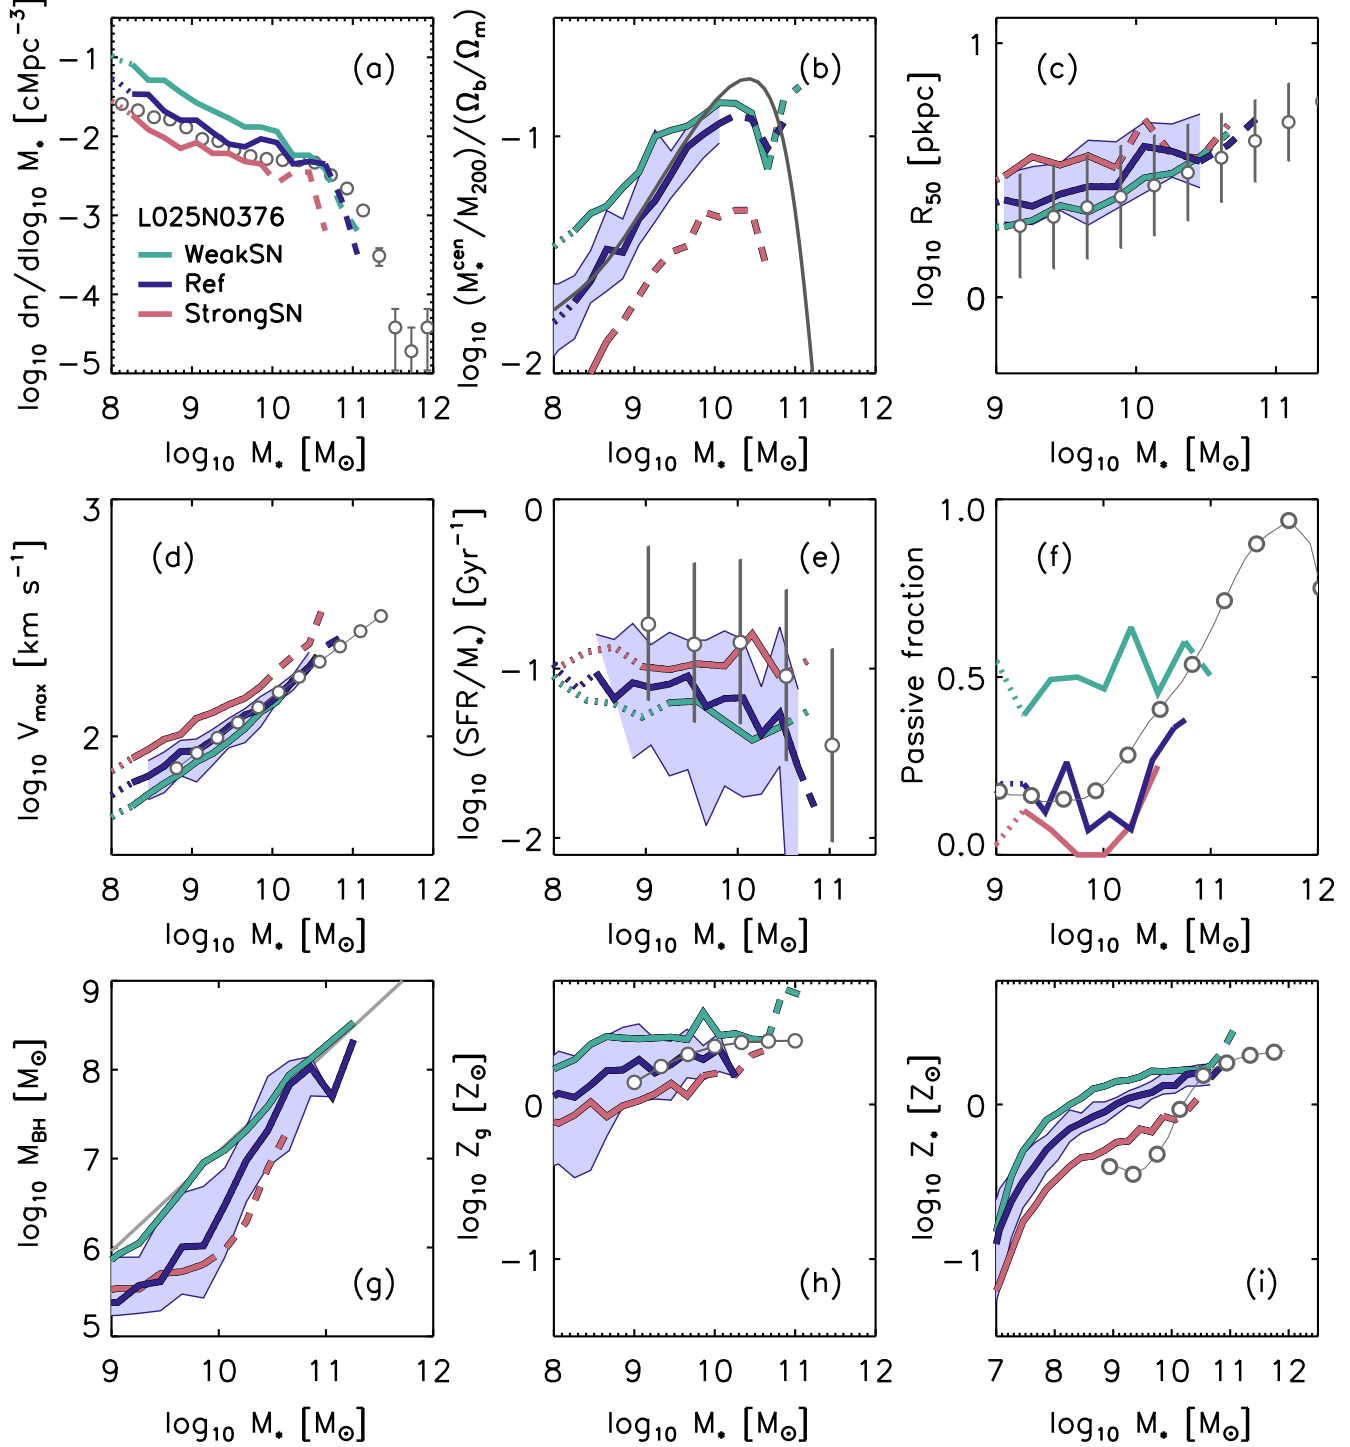 log₁₀ dn/dlog₁₀ M* [cMpc⁻³]
-1
-2
-3
-4
-5
(a)
L025N0376
WeakSN
Ref
StrongSN
8 9 10 11 12
log₁₀ M* [M⊙]
log₁₀ (M*ᶜᵉⁿ/M₂₀₀)/(Ωb/Ωm)
-1
-2
(b)
8 9 10 11 12
log₁₀ M* [M⊙]
log₁₀ R₅₀ [pkpc]
1
0
(c)
9 10 11
log₁₀ M* [M⊙]
log₁₀ Vmax [km s⁻¹]
3
2
(d)
8 9 10 11 12
log₁₀ M* [M⊙]
log₁₀ (SFR/M*) [Gyr⁻¹]
0
-1
-2
(e)
8 9 10 11
log₁₀ M* [M⊙]
Passive fraction
1.0
0.5
0.0
(f)
9 10 11 12
log₁₀ M* [M⊙]
log₁₀ MBH [M⊙]
9
8
7
6
5
(g)
9 10 11 12
log₁₀ M* [M⊙]
log₁₀ Zg [Z⊙]
0
-1
(h)
8 9 10 11 12
log₁₀ M* [M⊙]
log₁₀ Z* [Z⊙]
0
-1
(i)
7 8 9 10 11 12
log₁₀ M* [M⊙]